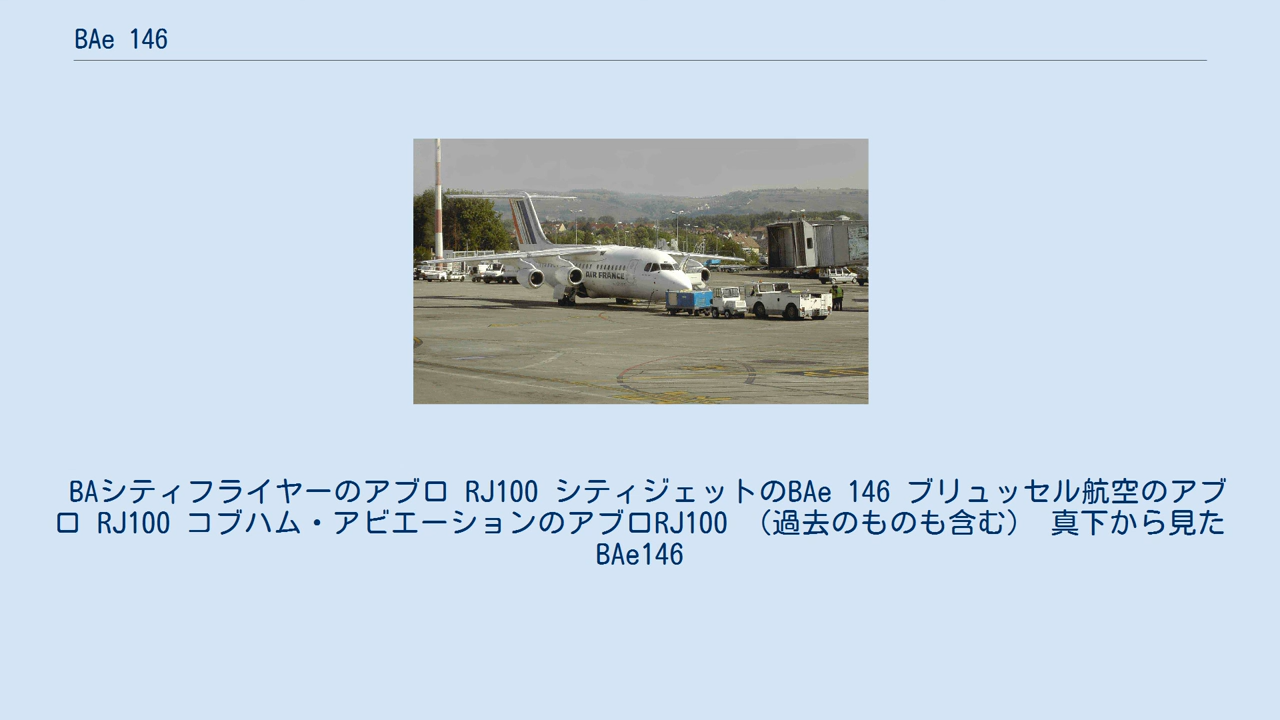 BAe 146
AIR FRANCE
BAシティフライヤーのアブロ RJ100 シティジェットのBAe 146 ブリュッセル航空のアブ
ロ RJ100 コブハム・アビエーションのアブロRJ100 （過去のものも含む） 真下から見た
BAe146